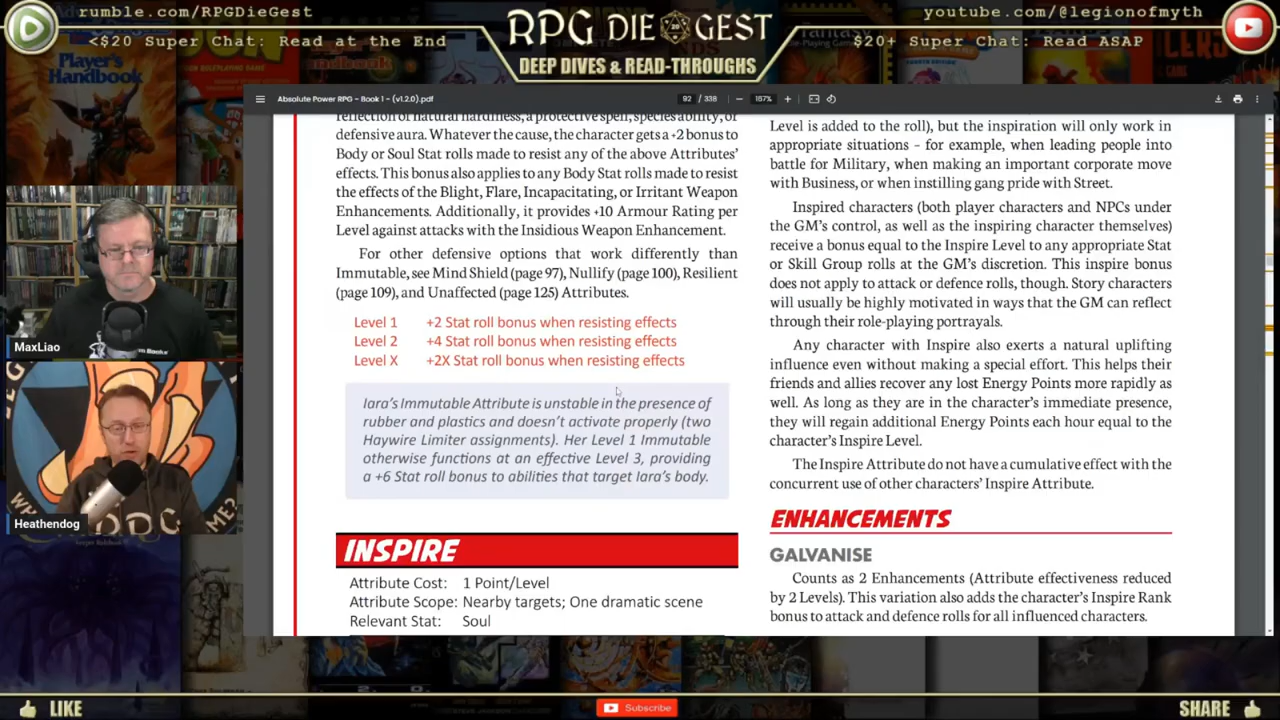 rumble.com/RPGDieGest
<$20 Super Chat: Read at the End
RPG DIE GEST
DEEP DIVES & READ-THROUGHS
youtube.com/@legionofmyth
$20+ Super Chat: Read ASAP
Player's
Handbook
Absolute Power RPG - Book 1 - (v1.2.0).pdf
92 / 338
157%
reflection of natural hardiness, a protective spell, species ability, or
defensive aura. Whatever the cause, the character gets a +2 bonus to
Body or Soul Stat rolls made to resist any of the above Attributes'
effects. This bonus also applies to any Body Stat rolls made to resist
the effects of the Blight, Flare, Incapacitating, or Irritant Weapon
Enhancements. Additionally, it provides +10 Armour Rating per
Level against attacks with the Insidious Weapon Enhancement.
For other defensive options that work differently than
Immutable, see Mind Shield (page 97), Nullify (page 100), Resilient
(page 109), and Unaffected (page 125) Attributes.
Level 1 +2 Stat roll bonus when resisting effects
Level 2 +4 Stat roll bonus when resisting effects
Level X +2X Stat roll bonus when resisting effects
Iara's Immutable Attribute is unstable in the presence of
rubber and plastics and doesn't activate properly (two
Haywire Limiter assignments). Her Level 1 Immutable
otherwise functions at an effective Level 3, providing
a +6 Stat roll bonus to abilities that target Iara's body.
INSPIRE
Attribute Cost: 1 Point/Level
Attribute Scope: Nearby targets; One dramatic scene
Relevant Stat: Soul
Level is added to the roll), but the inspiration will only work in
appropriate situations – for example, when leading people into
battle for Military, when making an important corporate move
with Business, or when instilling gang pride with Street.
Inspired characters (both player characters and NPCs under
the GM's control, as well as the inspiring character themselves)
receive a bonus equal to the Inspire Level to any appropriate Stat
or Skill Group rolls at the GM's discretion. This inspire bonus
does not apply to attack or defence rolls, though. Story characters
will usually be highly motivated in ways that the GM can reflect
through their role-playing portrayals.
Any character with Inspire also exerts a natural uplifting
influence even without making a special effort. This helps their
friends and allies recover any lost Energy Points more rapidly as
well. As long as they are in the character's immediate presence,
they will regain additional Energy Points each hour equal to the
character's Inspire Level.
The Inspire Attribute do not have a cumulative effect with the
concurrent use of other characters' Inspire Attribute.
ENHANCEMENTS
GALVANISE
Counts as 2 Enhancements (Attribute effectiveness reduced
by 2 Levels). This variation also adds the character's Inspire Rank
bonus to attack and defence rolls for all influenced characters.
MaxLiao
Heathendog
LIKE
Subscribe
SHARE